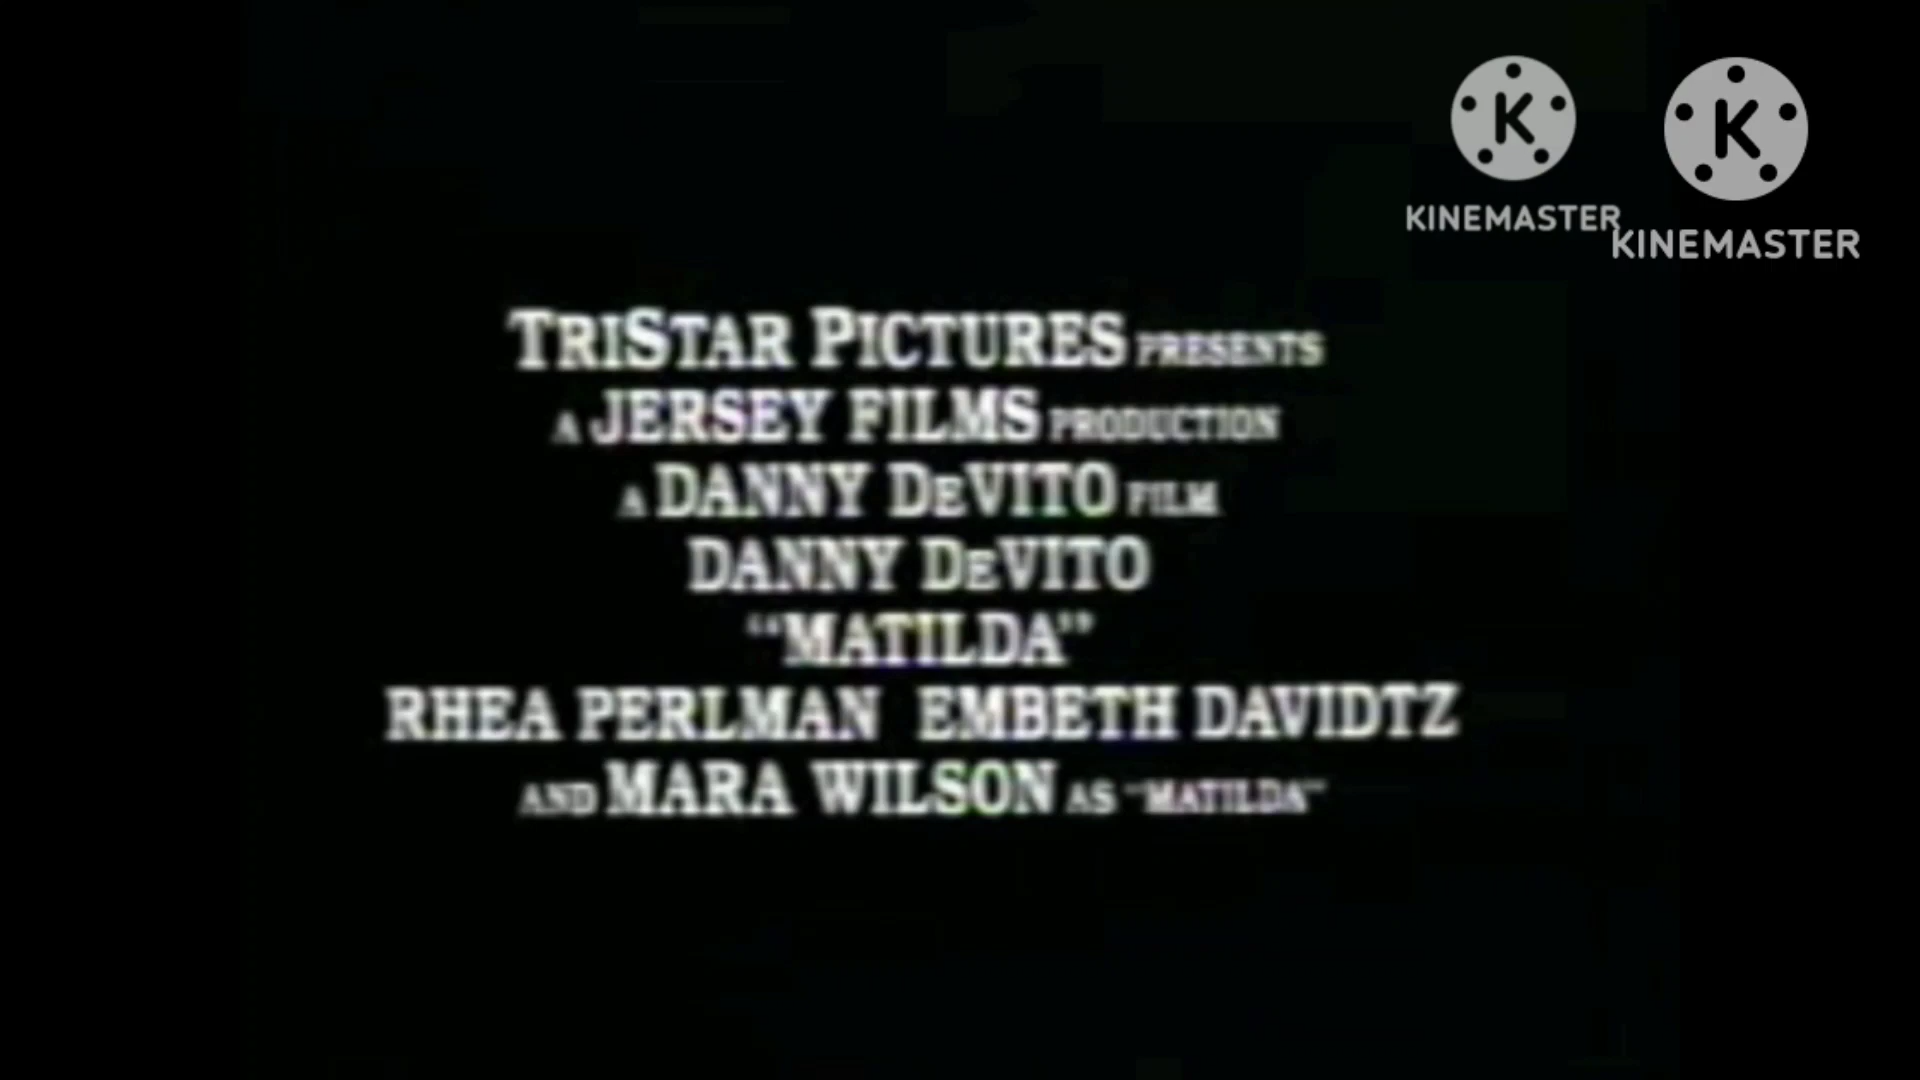 K K
KINEMASTER
KINEMASTER
TRISTAR PICTURES PRESENTS
A JERSEY FILMS PRODUCTION
A DANNY DEVITO FILM
DANNY DEVITO
“MATILDA”
RHEA PERLMAN EMBETH DAVIDTZ
AND MARA WILSON AS “MATILDA”